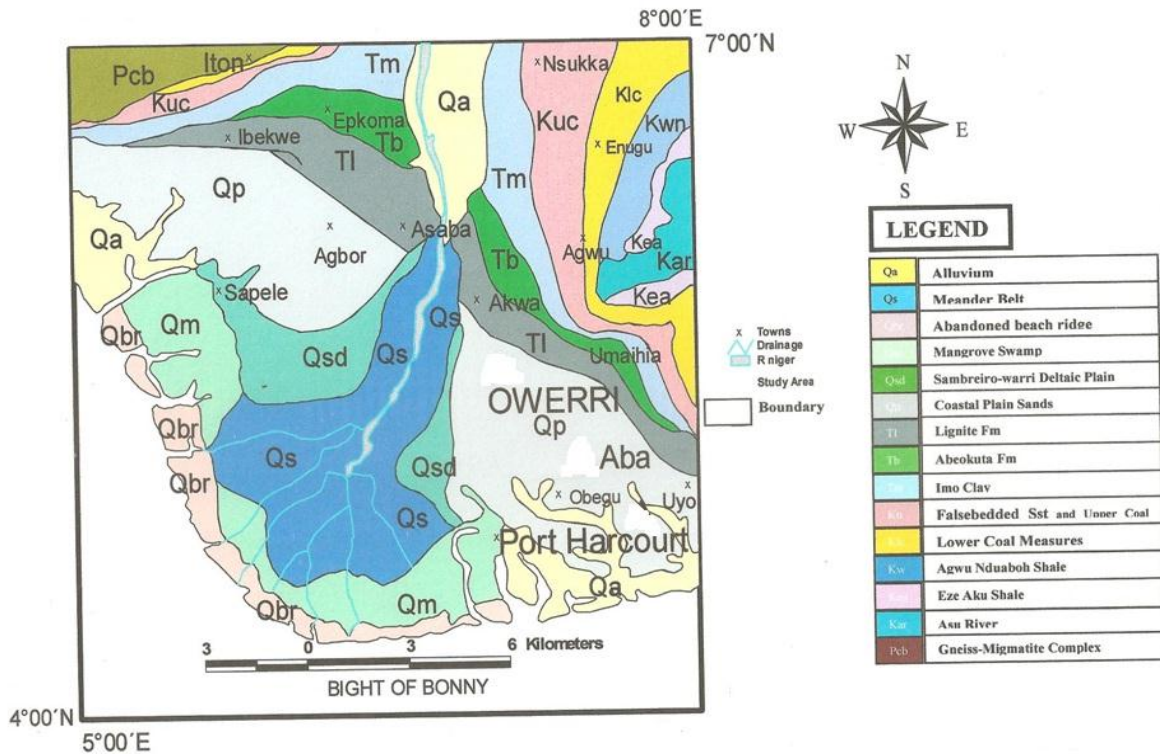 8°00´E
7°00´N
Pcb
Iton
Tm
Nsukka
Kuc
Qa
Klc
Epkoma
Kuc
Kwn
Ibekwe
Tb
Enugu
Tl
Tm
Qp
Qa
Asaba
Agbor
Agwu
Kea
Kar
Tb
Sapele
Akwa
Kea
Qbr
Qm
Qs
Qs
Tl
Umaihia
Qsd
OWERRI
Qp
Qbr
Qs
Aba
Qbr
Qsd
Obegu
Uyo
Qs
Port Harcourt
Qa
Qbr
Qm
3 0 3 6 Kilometers
BIGHT OF BONNY
4°00´N
5°00´E
N
W E
S
LEGEND
Qa Alluvium
Qs Meander Belt
Abandoned beach ridge
Mangrove Swamp
Qsd Sambreiro-warri Deltaic Plain
Coastal Plain Sands
Tl Lignite Fm
Tb Abeokuta Fm
Imo Clay
Falsebedded Sst and Upper Coal
Lower Coal Measures
Kw Agwu Nduaboh Shale
Eze Aku Shale
Kar Asu River
Pcb Gneiss-Migmatite Complex
x Towns
Drainage
R niger
Study Area
Boundary